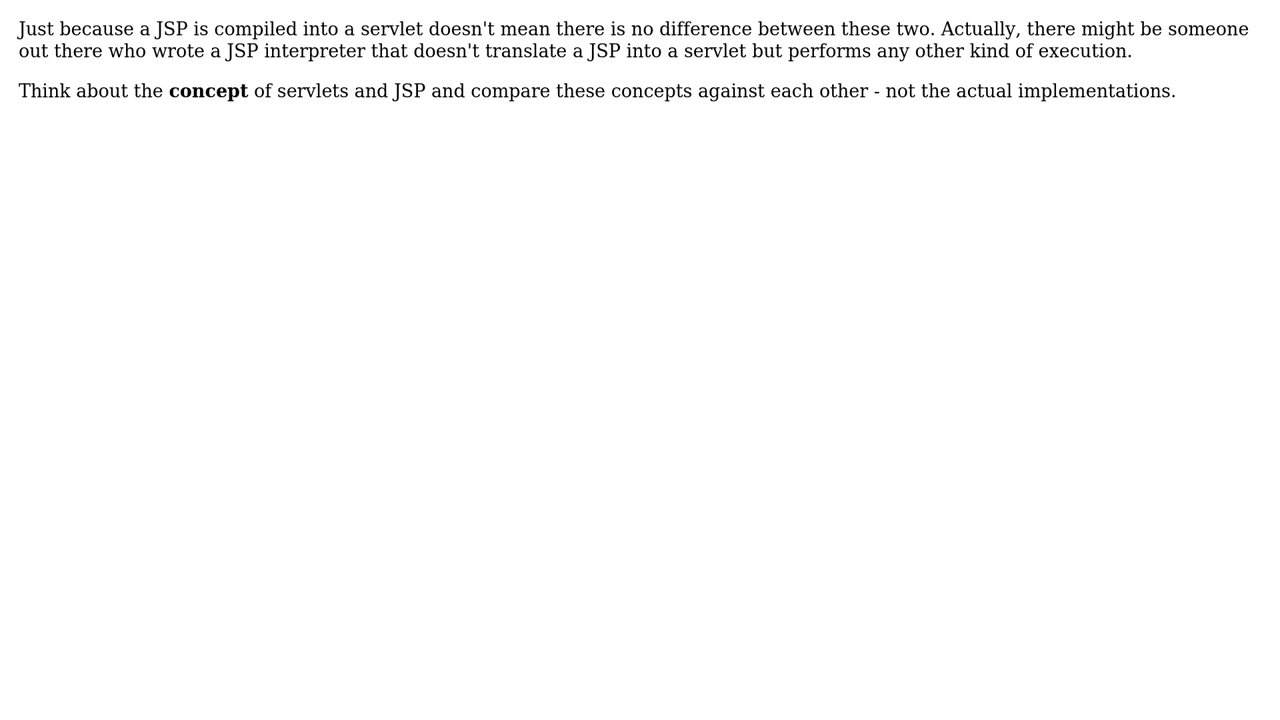 Just because a JSP is compiled into a servlet doesn't mean there is no difference between these two. Actually, there might be someone
out there who wrote a JSP interpreter that doesn't translate a JSP into a servlet but performs any other kind of execution.
Think about the concept of servlets and JSP and compare these concepts against each other - not the actual implementations.